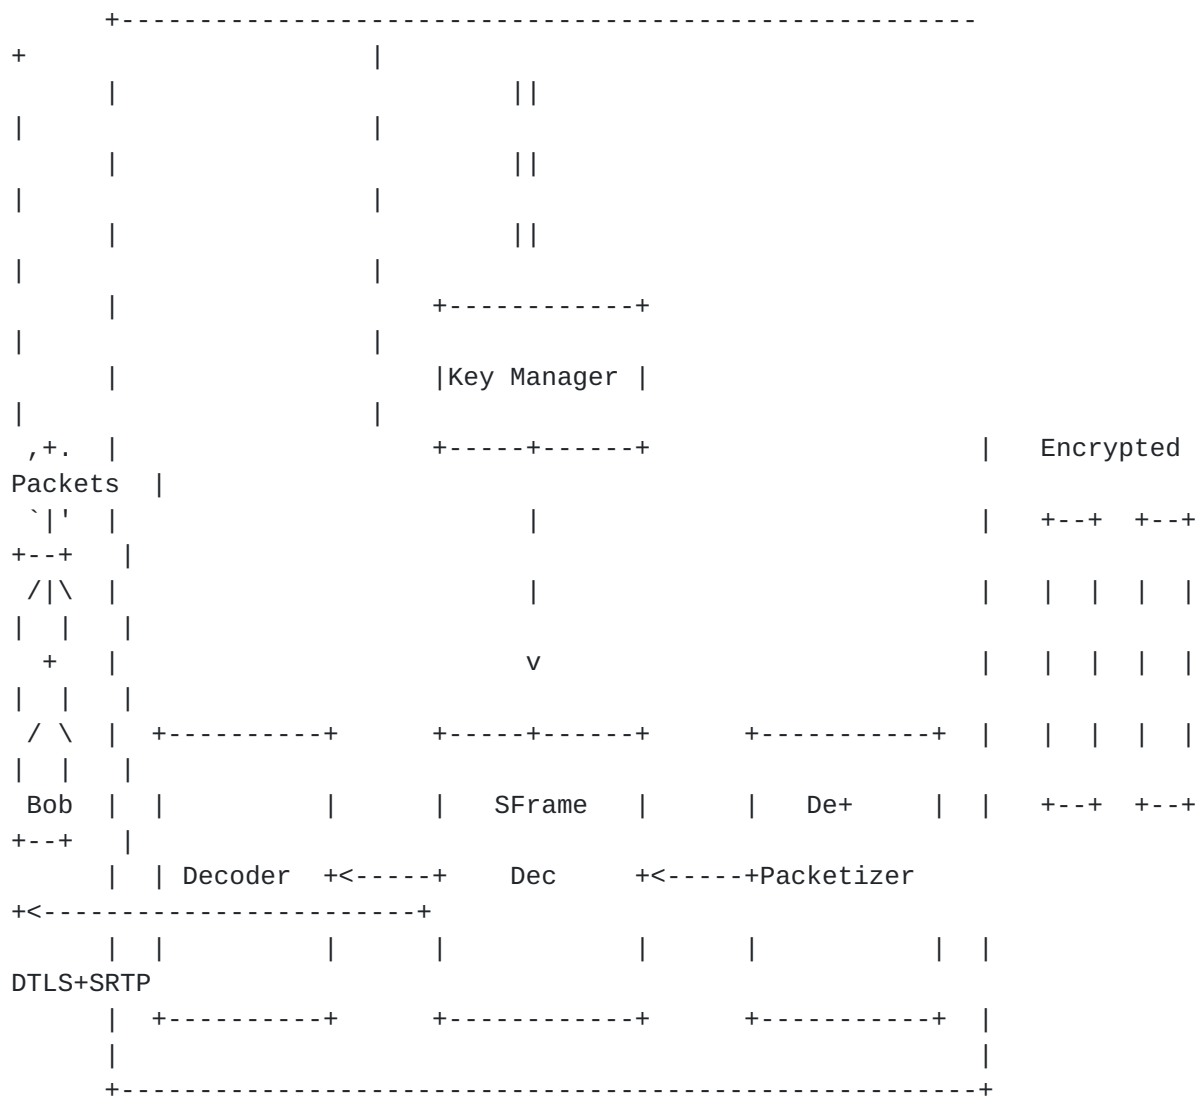 +-------------------------------------------------------
+                      |
|                         ||
|                      |
|                         ||
|                      |
|                         ||
|                      |
|                    +------------+
|                      |
|                    |Key Manager |
|                      |
,+.  |                    +-----+------+                     |   Encrypted
Packets  |
`|'  |                          |                            |   +--+  +--+
+--+   |
/|\  |                          |                            |   |  |  |  |
|  |   |
+   |                          v                            |   |  |  |  |
|  |   |
/ \  |  +----------+      +-----+------+      +-----------+  |   |  |  |  |
|  |   |
Bob  |  |          |      |   SFrame   |      |   De+     |  |   +--+  +--+
+--+   |
|  | Decoder  +<-----+    Dec     +<-----+Packetizer
+<------------------------+
|  |          |      |            |      |           |  |
DTLS+SRTP
|  +----------+      +------------+      +-----------+  |
|                                                       |
+-------------------------------------------------------+